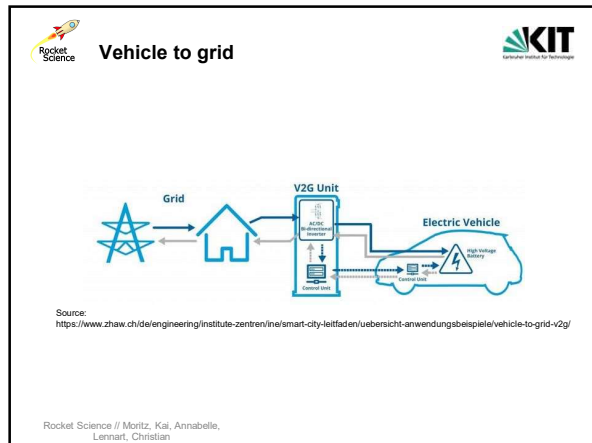 Rocket
Science
Vehicle to grid
KIT
Karlsruher Institut für Technologie
Grid
V2G Unit
AC/DC
Bi-directional
Inverter
Control Unit
Electric Vehicle
High Voltage
Battery
Control Unit
Source:
https://www.zhaw.ch/de/engineering/institute-zentren/ine/smart-city-leitfaden/uebersicht-anwendungsbeispiele/vehicle-to-grid-v2g/
Rocket Science // Moritz, Kai, Annabelle,
Lennart, Christian